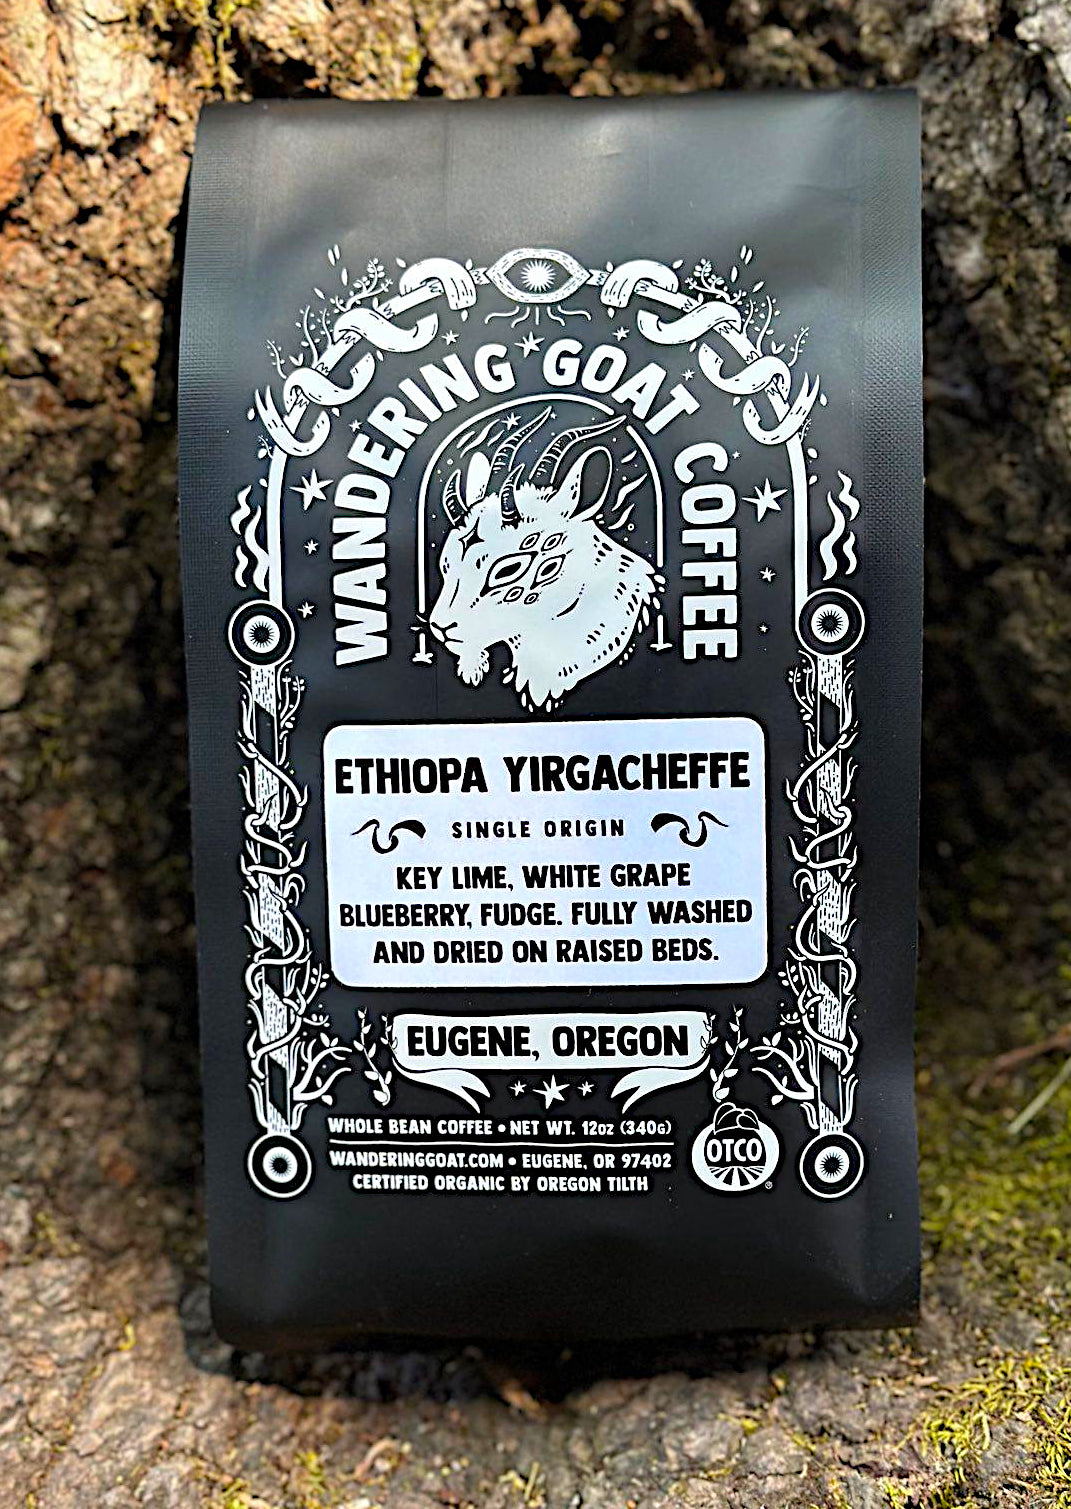 WANDERING GOAT COFFEE
ETHIOPA YIRGACHEFFE
SINGLE ORIGIN
KEY LIME, WHITE GRAPE
BLUEBERRY, FUDGE. FULLY WASHED
AND DRIED ON RAISED BEDS.
EUGENE, OREGON
WHOLE BEAN COFFEE • NET WT. 12oz (340G)
WANDERINGGOAT.COM • EUGENE, OR 97402
CERTIFIED ORGANIC BY OREGON TILTH
OTCO
®